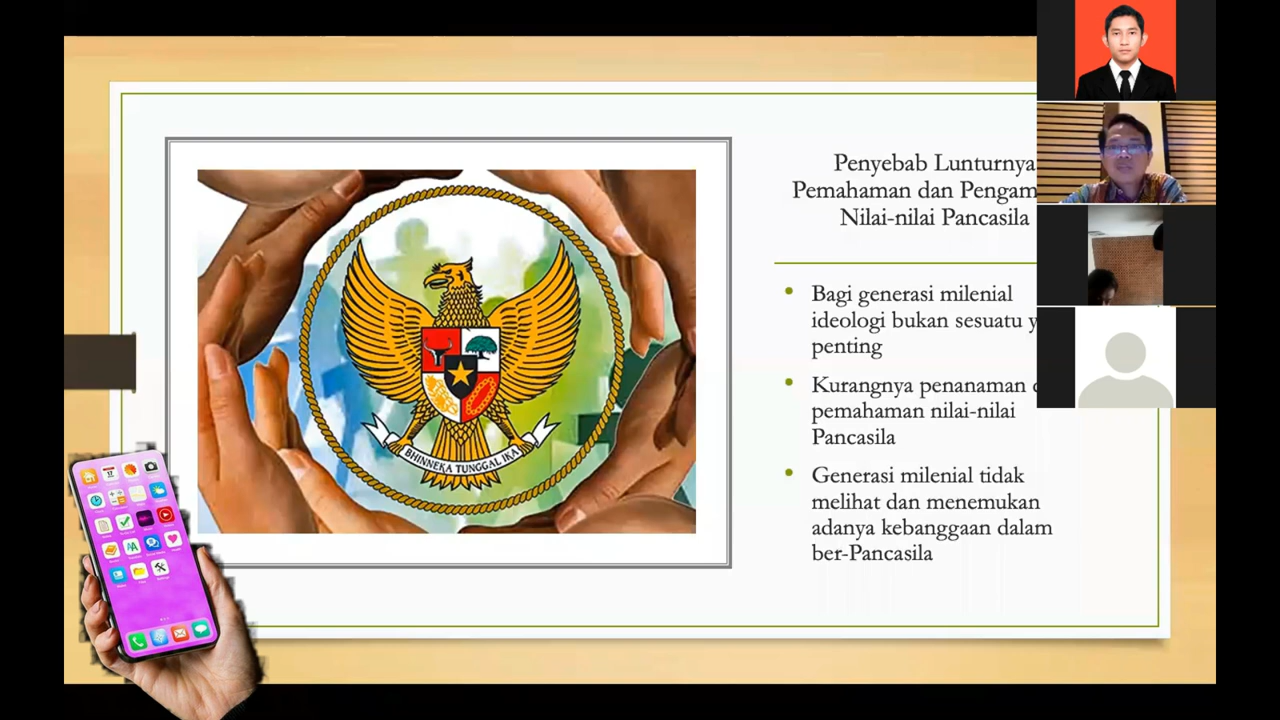 Penyebab Lunturnya
Pemahaman dan
Nilai-nilai Pancasila
Bagi generasi milenial
ideologi bukan sesuatu
penting
Kurangnya penanaman
pemahaman nilai-nilai
Pancasila
Generasi milenial tidak
melihat dan menemukan
adanya kebanggaan dalam
ber-Pancasila
BHINNEKA TUNGGAL IKA